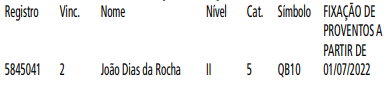 Registro Vinc. Nome Nível Cat. Símbolo FIXAÇÃO DE
PROVENTOS A
PARTIR DE
5845041 2 João Dias da Rocha II 5 QB10 01/07/2022